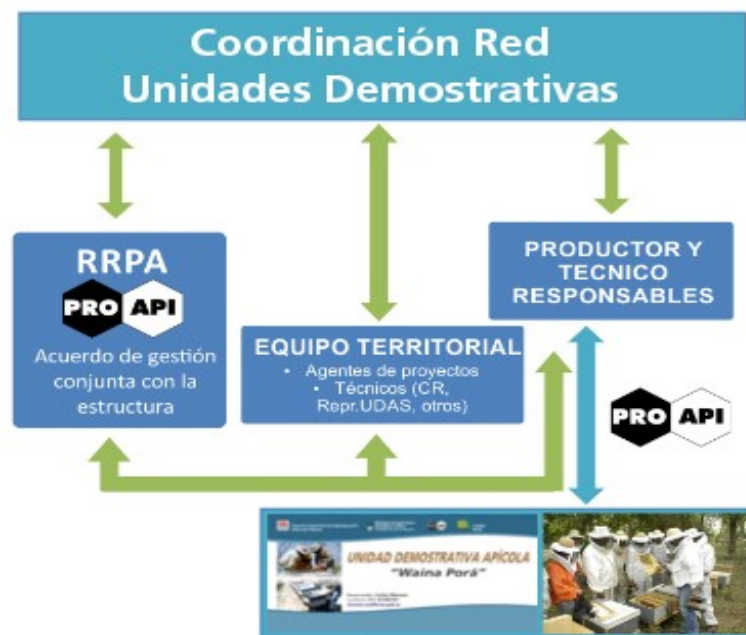 Coordinación Red
Unidades Demostrativas
RRPA
PRO API
Acuerdo de gestión
conjunta con la
estructura
EQUIPO TERRITORIAL
• Agentes de proyectos
• Técnicos (CR,
Repr.UDAS, otros)
PRODUCTOR Y
TECNICO
RESPONSABLES
PRO API
UNIDAD DEMOSTRATIVA APÍCOLA
"Waina Porá"